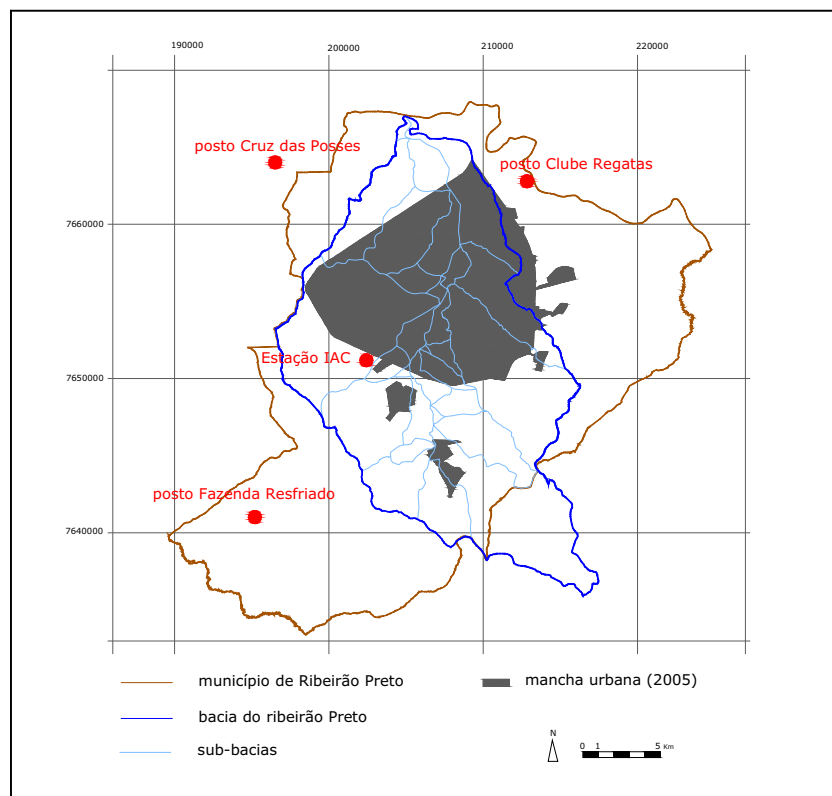 190000 200000 210000 220000
posto Cruz das Posses
posto Clube Regatas
7660000
Estação IAC
7650000
posto Fazenda Resfriado
7640000
município de Ribeirão Preto
mancha urbana (2005)
bacia do ribeirão Preto
sub-bacias
N
0 1 5 Km